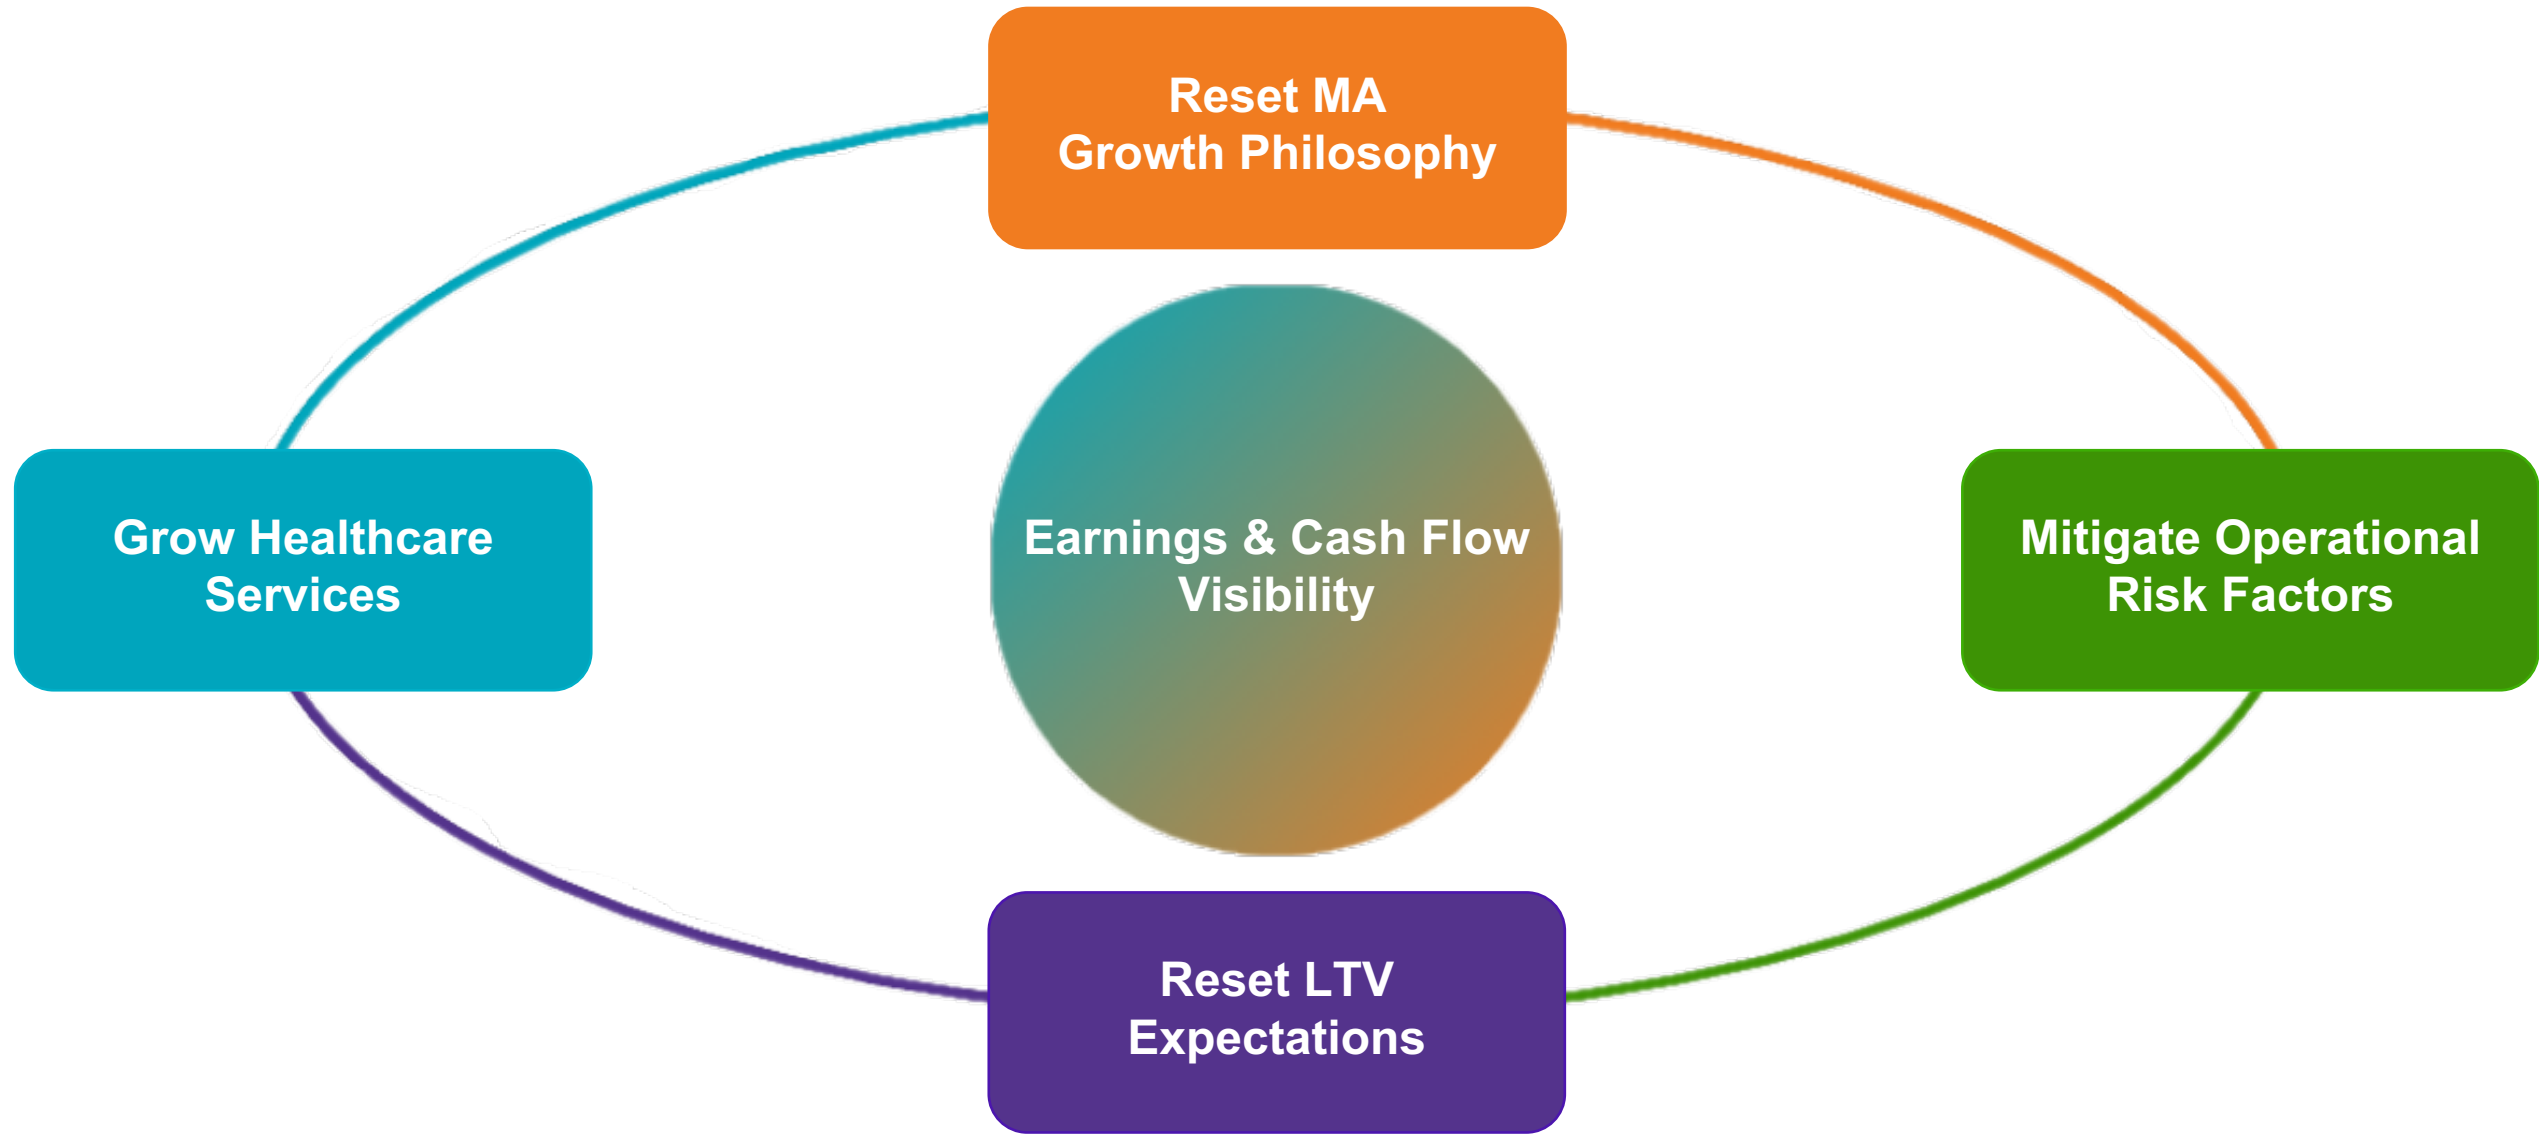 Reset MA
Growth Philosophy
Grow Healthcare
Services
Earnings & Cash Flow
Visibility
Mitigate Operational
Risk Factors
Reset LTV
Expectations